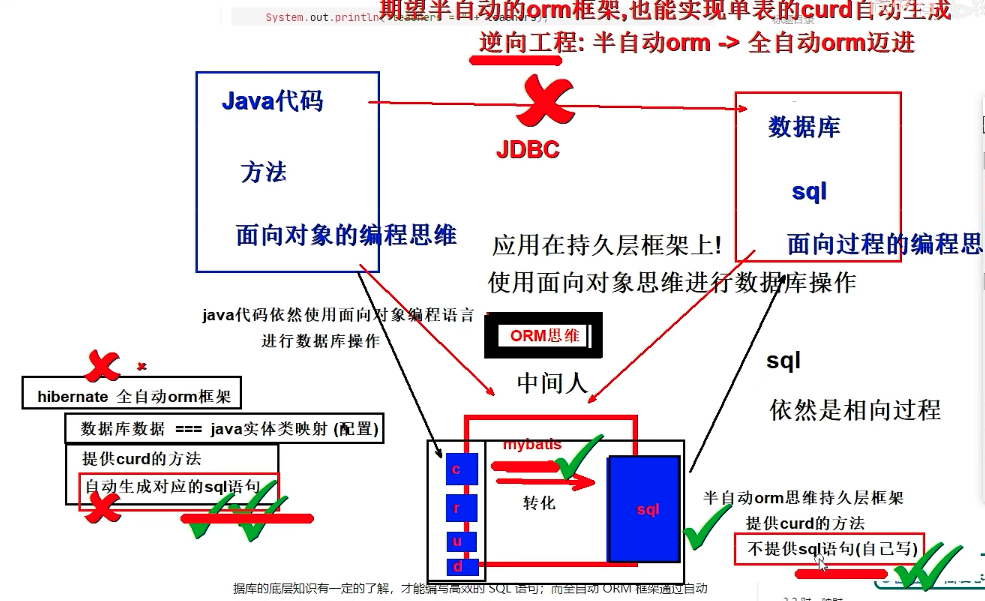 期望半自动的orm框架,也能实现单表的curd自动生成
System.out.println(
逆向工程: 半自动orm -> 全自动orm迈进
Java代码
方法
面向对象的编程思维
JDBC
数据库
sql
面向过程的编程思
应用在持久层框架上!
使用面向对象思维进行数据库操作
java代码依然使用面向对象编程语言
进行数据库操作
ORM思维
中间人
sql
依然是相向过程
hibernate 全自动orm框架
数据库数据 === java实体类映射 (配置)
提供curd的方法
自动生成对应的sql语句
mybatis
转化
c
r
u
d
sql
半自动orm思维持久层框架
提供curd的方法
不提供sql语句(自己写)
据库的底层知识有一定的了解，才能编写高效的 SQL 语句；而全自动 ORM 框架通过自动